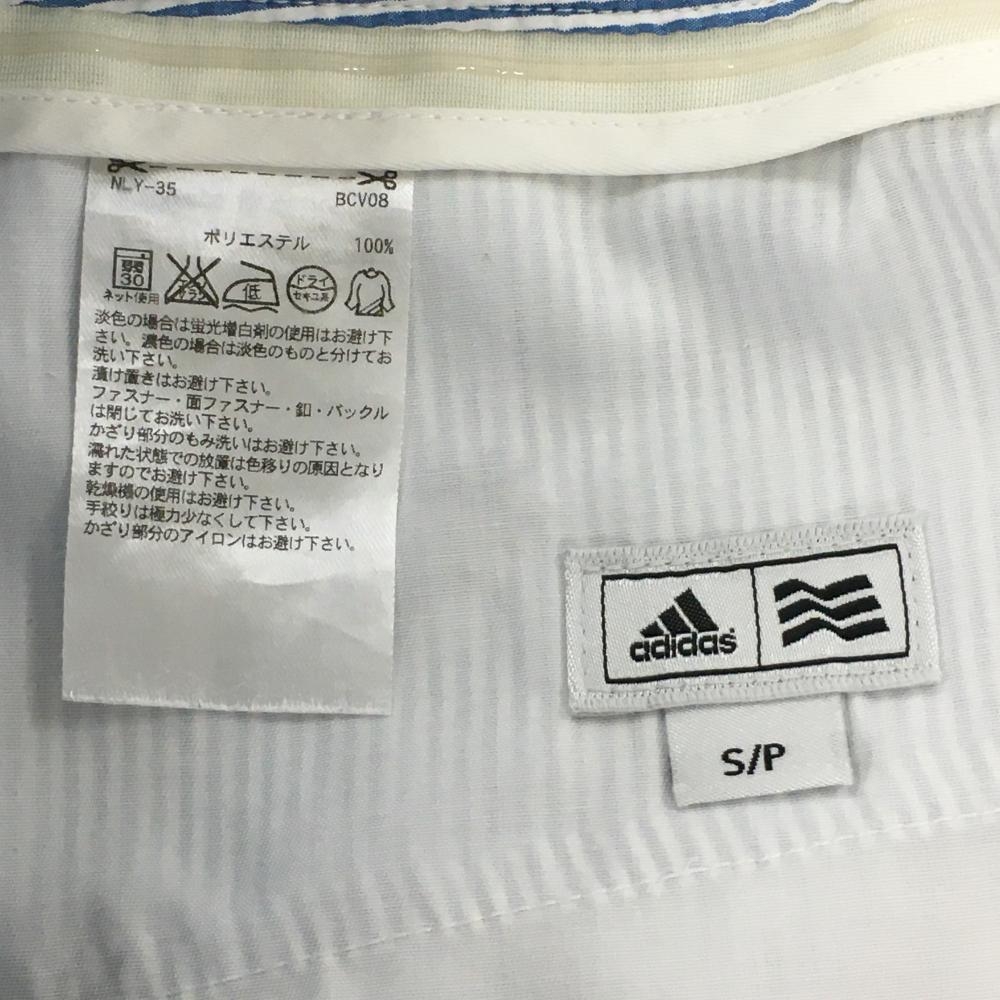 NLY-35
BCV08
ポリエステル 100%
弱 30
ネット使用
エンソ サラシ
低
ドライ
セキユ系
淡色の場合は蛍光増白剤の使用はお避け下
さい。濃色の場合は淡色のものと分けてお
洗い下さい。
漬け置きはお避け下さい。
ファスナー・面ファスナー・釦・バックル
は閉じてお洗い下さい。
かざり部分のもみ洗いはお避け下さい。
濡れた状態での放置は色移りの原因となり
ますのでお避け下さい。
乾燥機の使用はお避け下さい。
手絞りは極力少なくして下さい。
かざり部分のアイロンはお避け下さい。
adidas
S/P